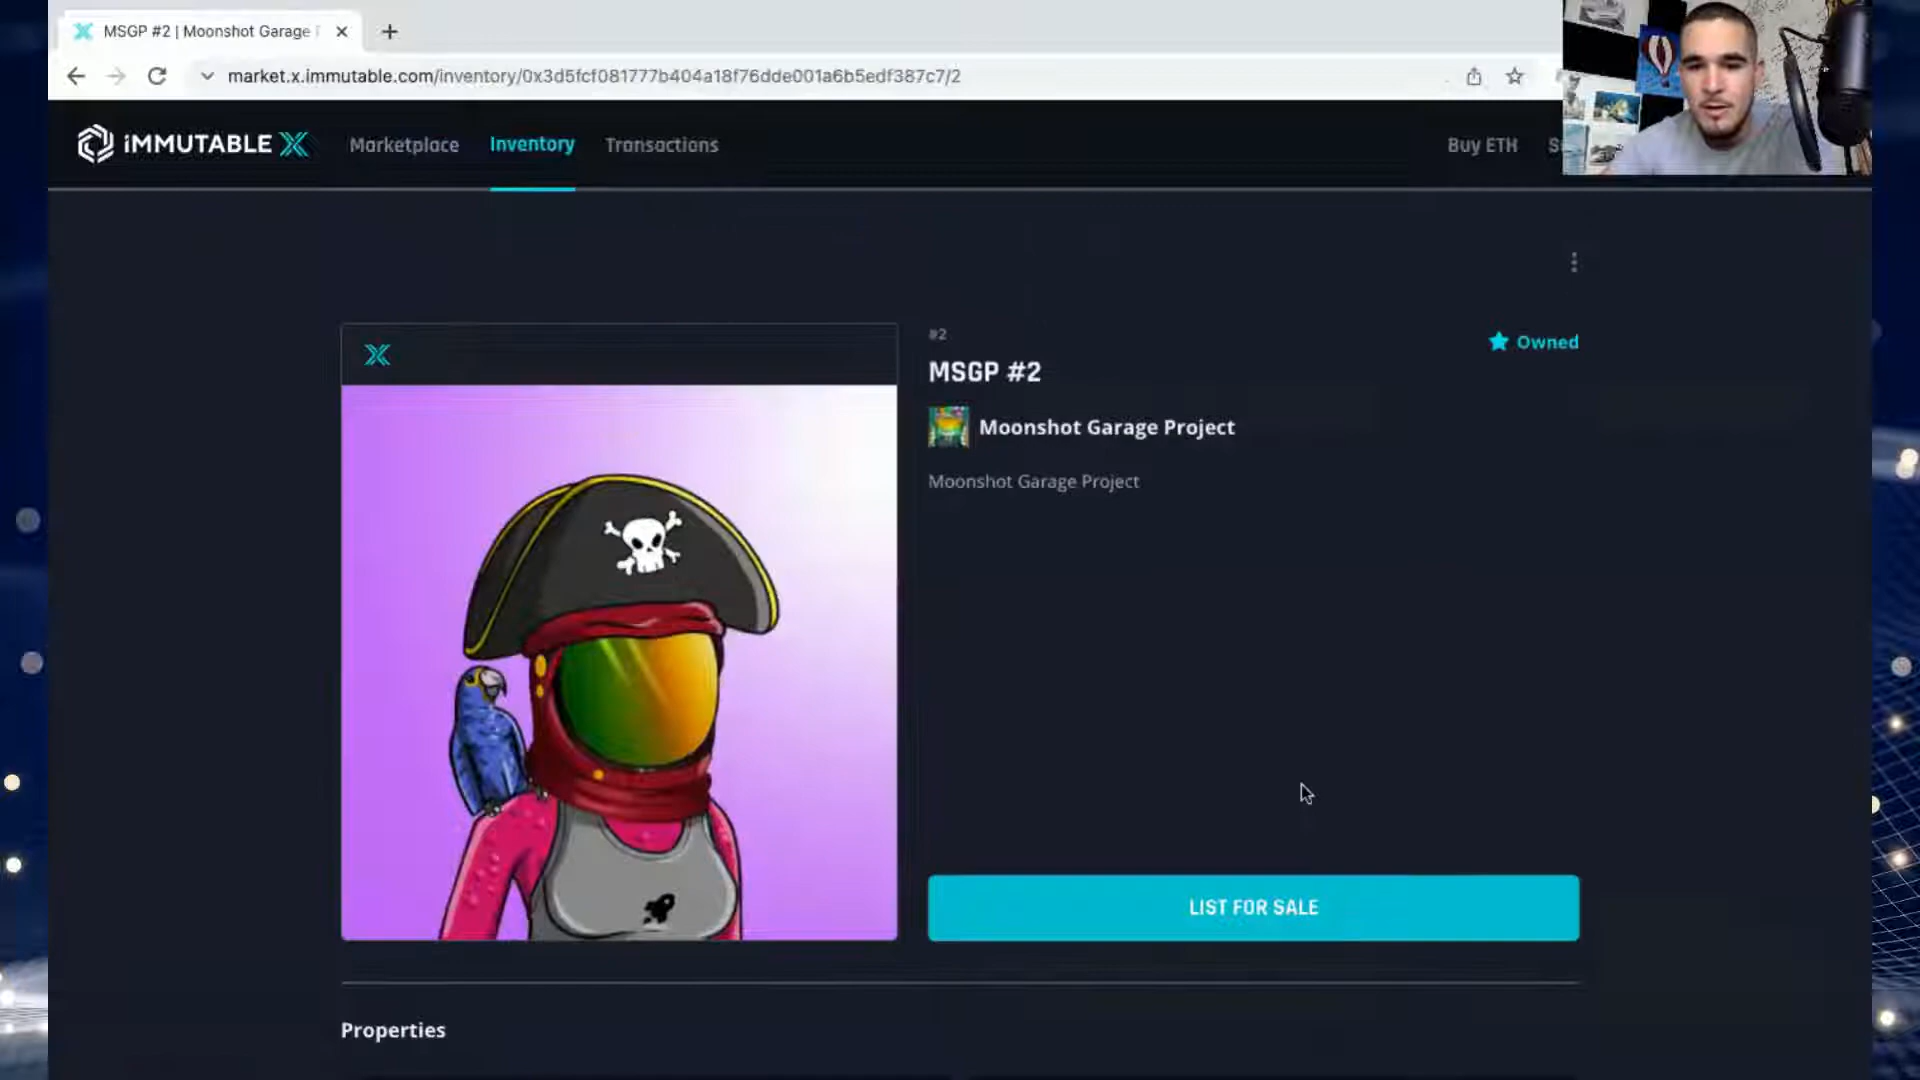 MSGP #2 | Moonshot Garage
market.x.immutable.com/inventory/0x3d5fcf081777b404a18f76dde001a6b5edf387c7/2
iMMUTABLE X
Marketplace
Inventory
Transactions
Buy ETH
#2
Owned
MSGP #2
Moonshot Garage Project
Moonshot Garage Project
LIST FOR SALE
Properties